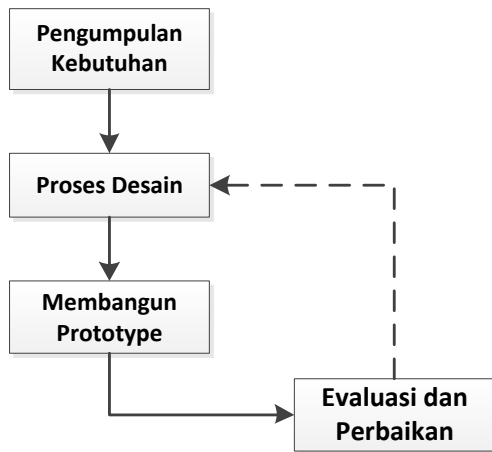 Pengumpulan
Kebutuhan
Proses Desain
Membangun
Prototype
Evaluasi dan
Perbaikan